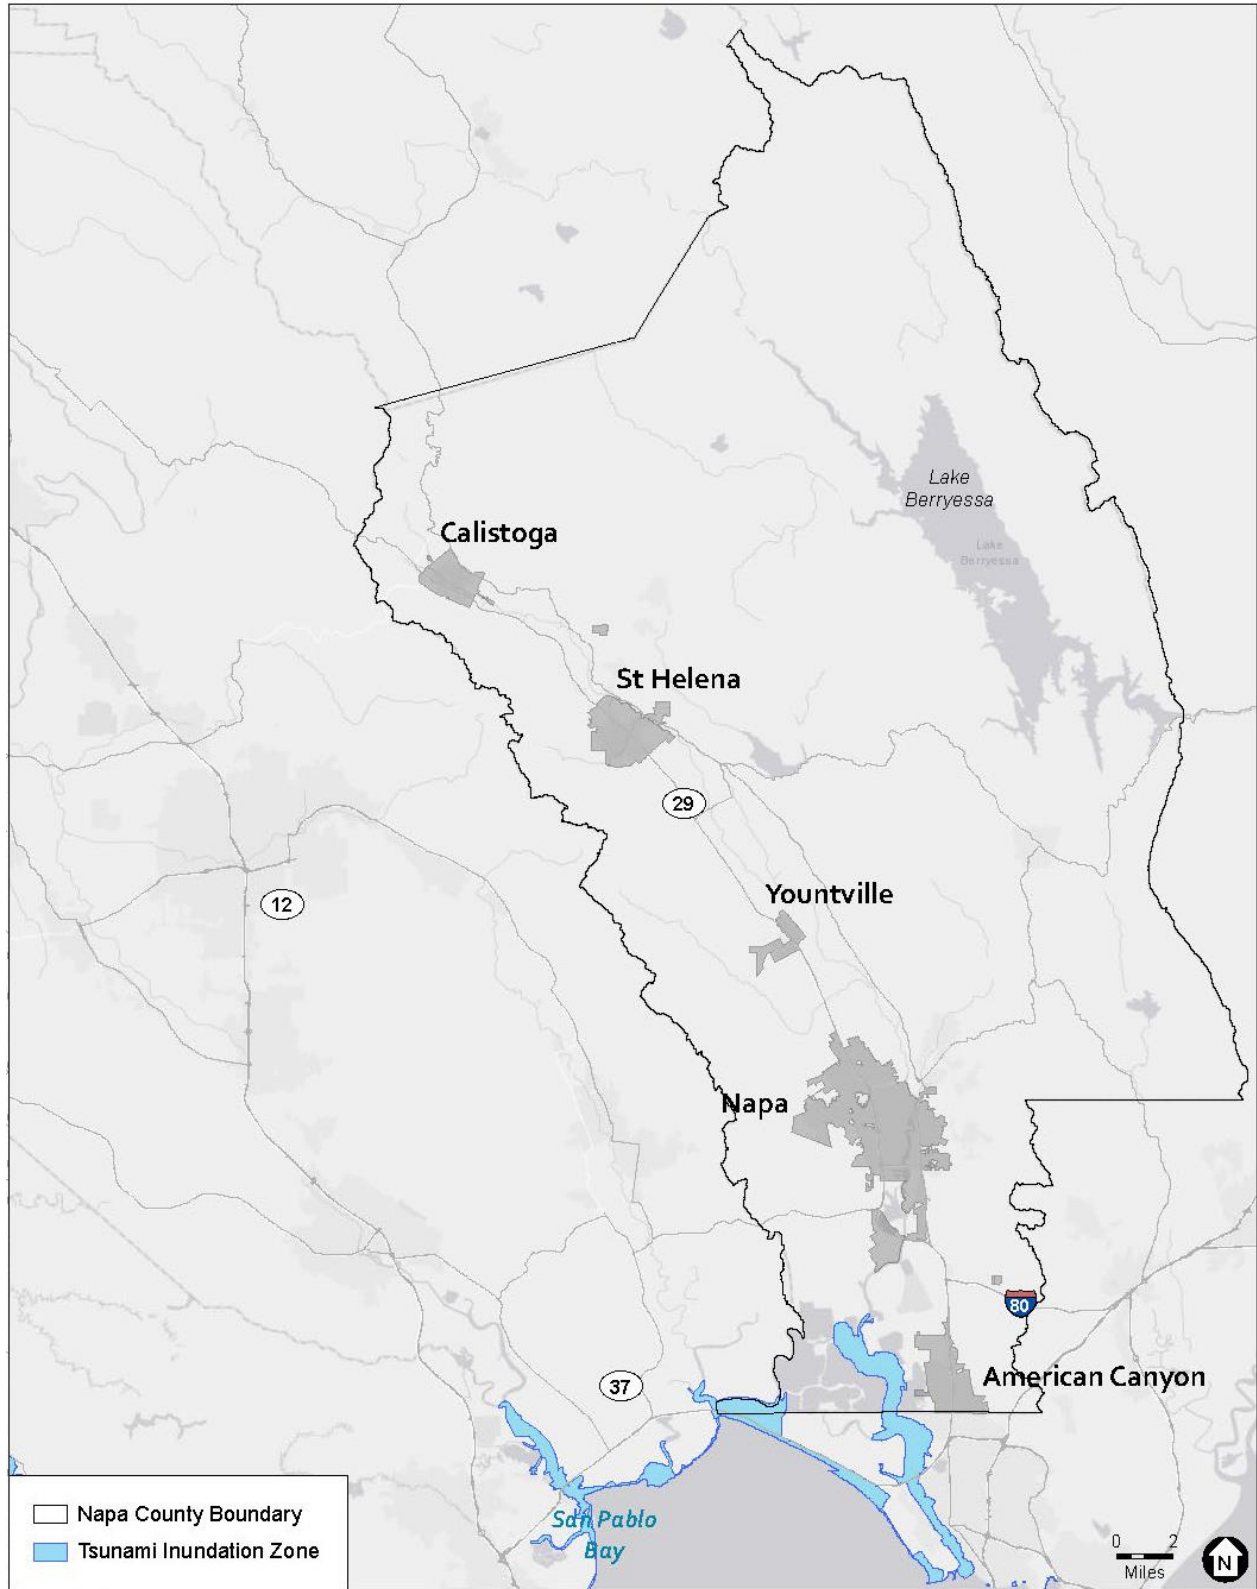 Lake
Berryessa
Lake
Berryessa
Calistoga
St Helena
29
Yountville
12
Napa
80
American Canyon
37
San Pablo
Bay
Napa County Boundary
Tsunami Inundation Zone
0 2
Miles
N